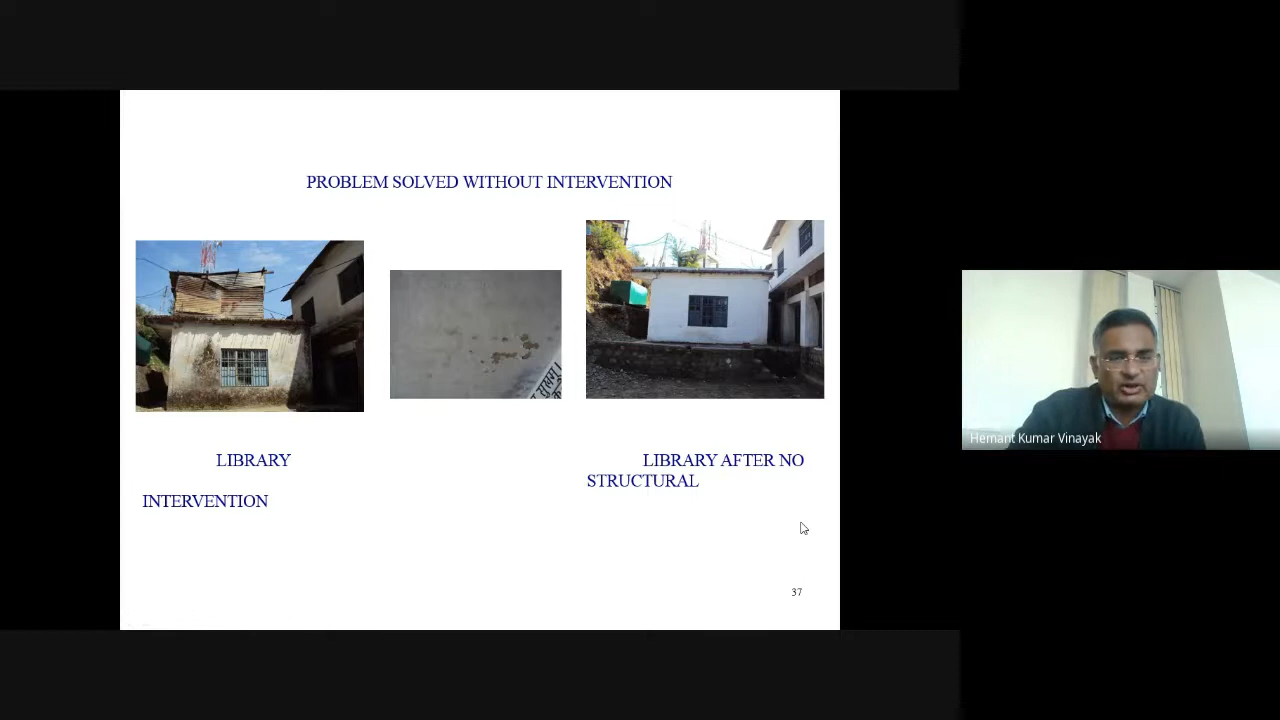 PROBLEM SOLVED WITHOUT INTERVENTION
LIBRARY
LIBRARY AFTER NO
STRUCTURAL
INTERVENTION
Hemant Kumar Vinayak
37